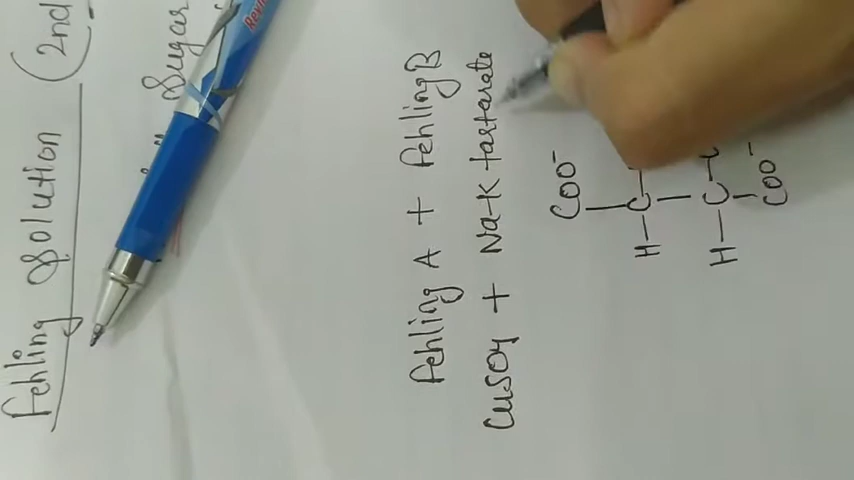 Fehling Solution (2nd
Sugar
Fehling A + Fehling B
CuSO4 + Na-K tartarate
COO⁻
H—C—
H—C—
COO⁻